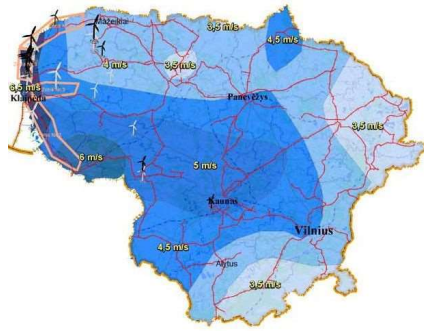 Mažeikiai
3,5 m/s
4,5 m/s
4 m/s
3,5 m/s
6,5 m/s
Klaipėda
Panevėžys
3,5 m/s
6 m/s
5 m/s
Kaunas
Vilnius
4,5 m/s
Alytus
3,5 m/s